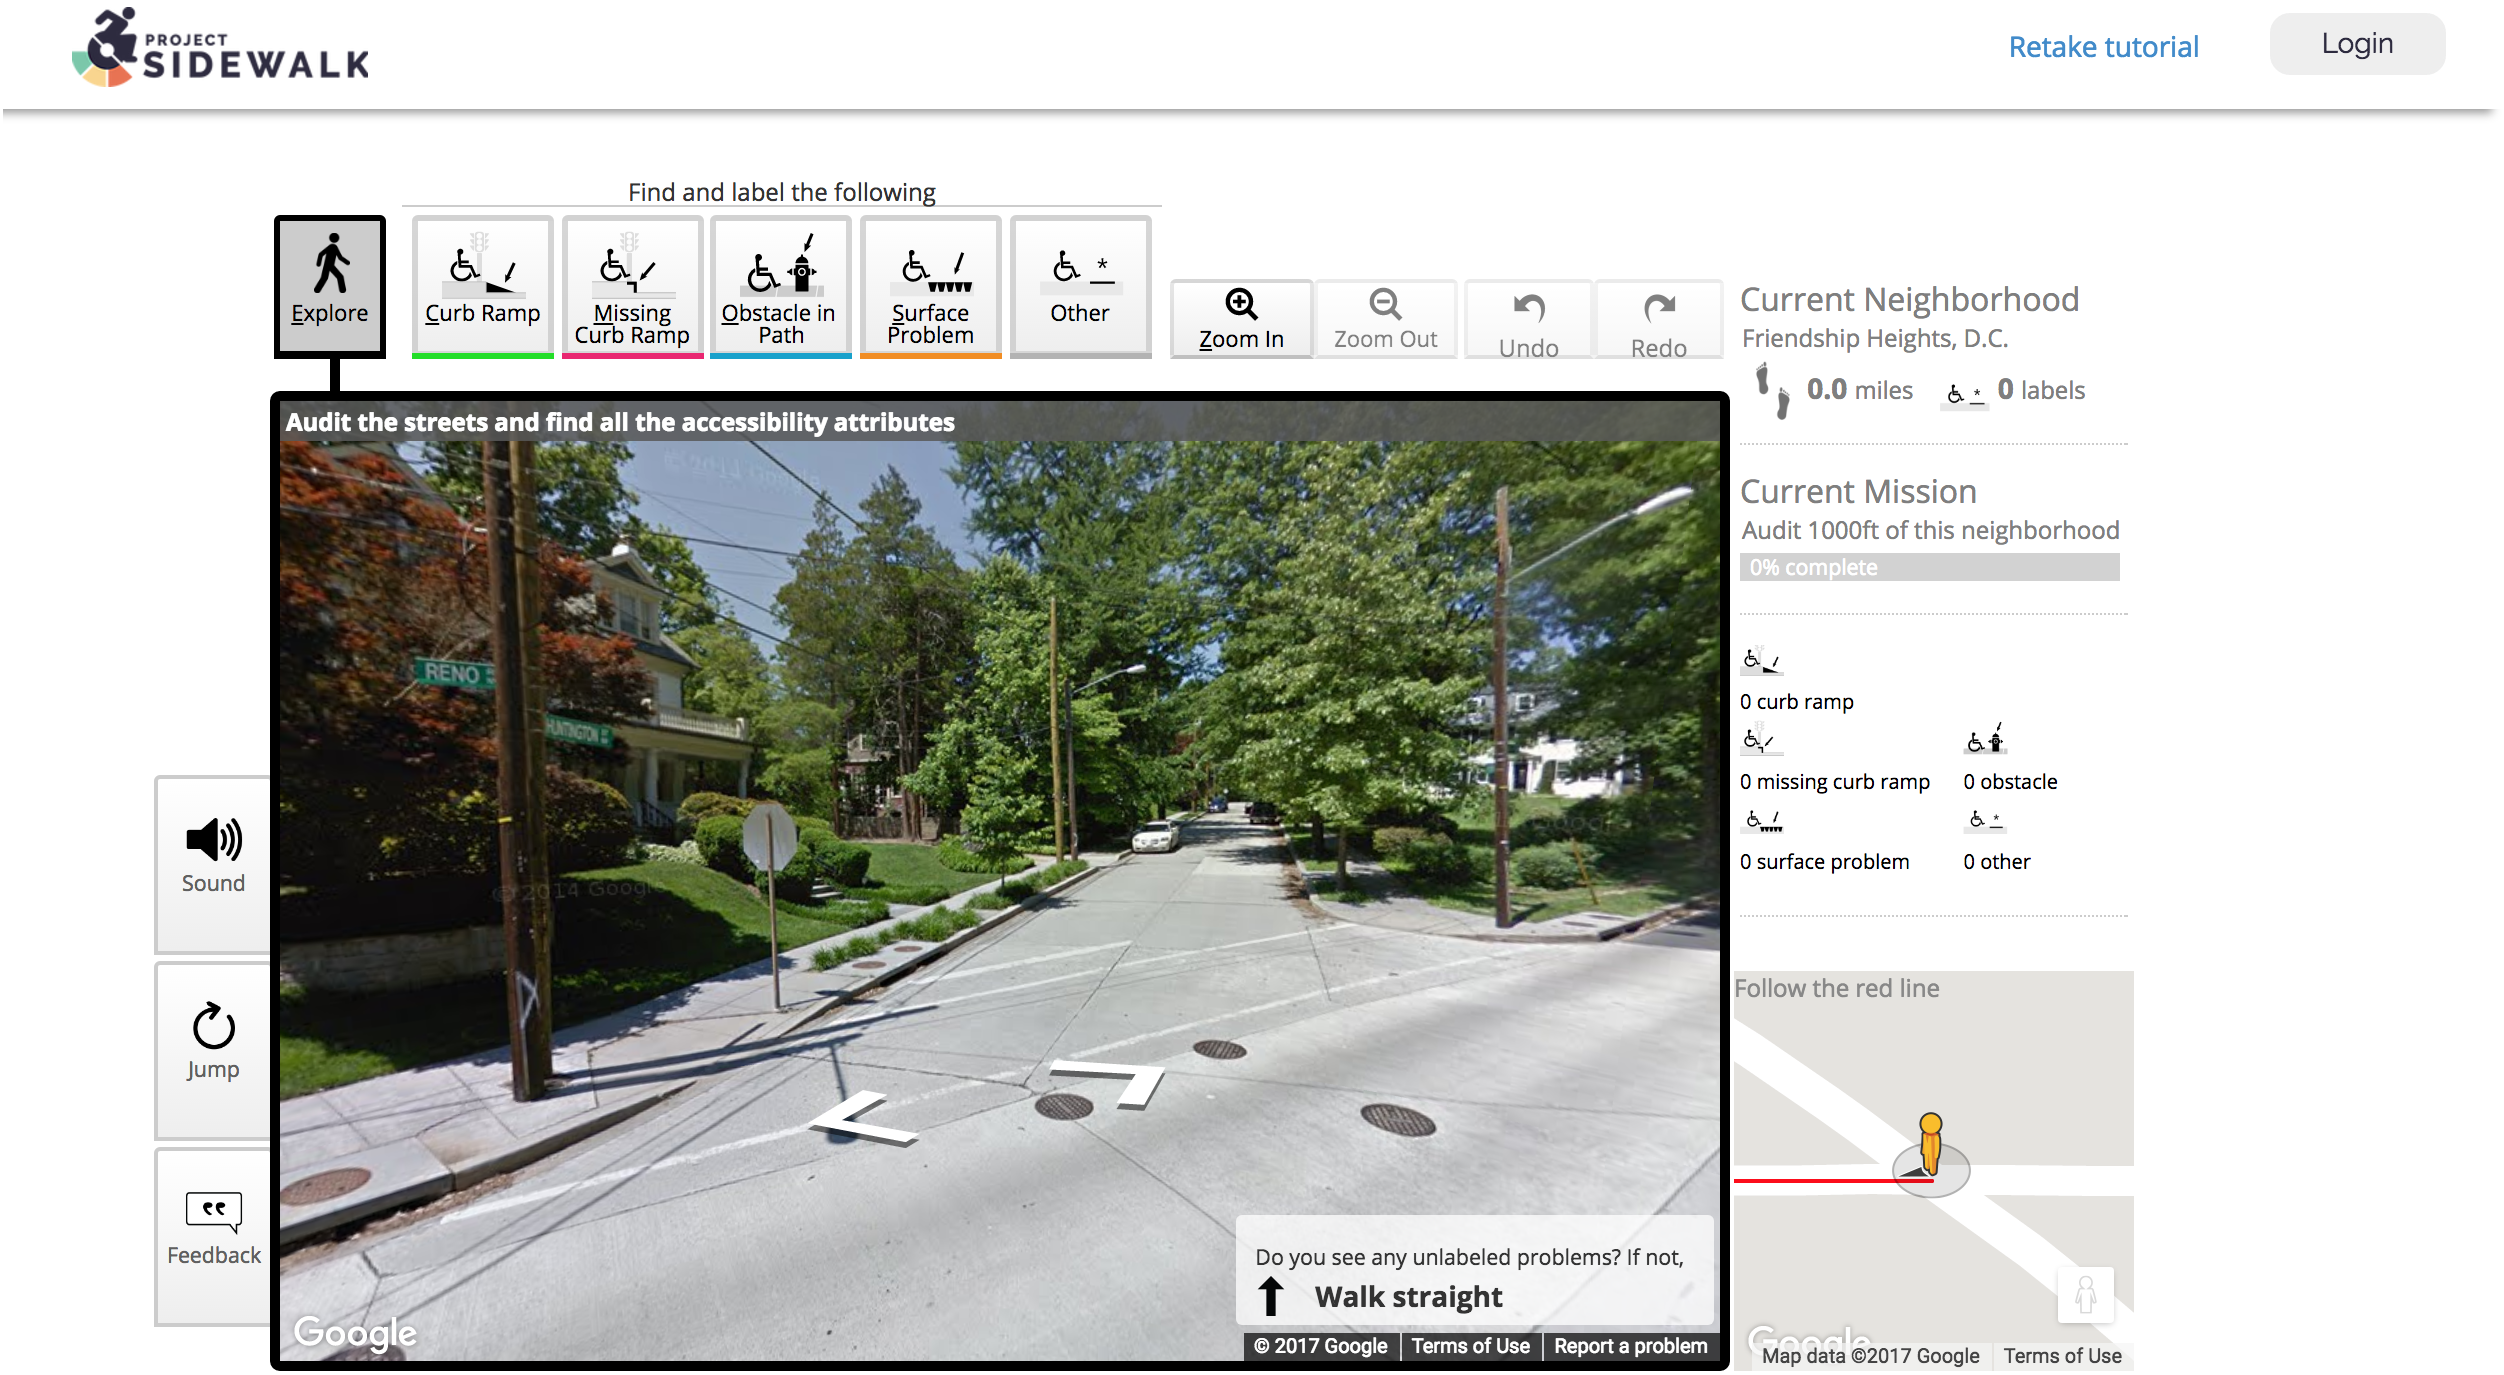 PROJECT
SIDEWALK
Retake tutorial
Login
Find and label the following
Explore
Curb Ramp
Missing
Curb Ramp
Obstacle in
Path
Surface
Problem
Other
Zoom In
Zoom Out
Undo
Redo
Audit the streets and find all the accessibility attributes
RENO
HUNTINGTON
© 2014 Google
Sound
Jump
Feedback
Do you see any unlabeled problems? If not,
Walk straight
Google
© 2017 Google
Terms of Use
Report a problem
Current Neighborhood
Friendship Heights, D.C.
0.0 miles
0 labels
Current Mission
Audit 1000ft of this neighborhood
0% complete
0 curb ramp
0 missing curb ramp
0 obstacle
0 surface problem
0 other
Follow the red line
Google
Map data ©2017 Google
Terms of Use